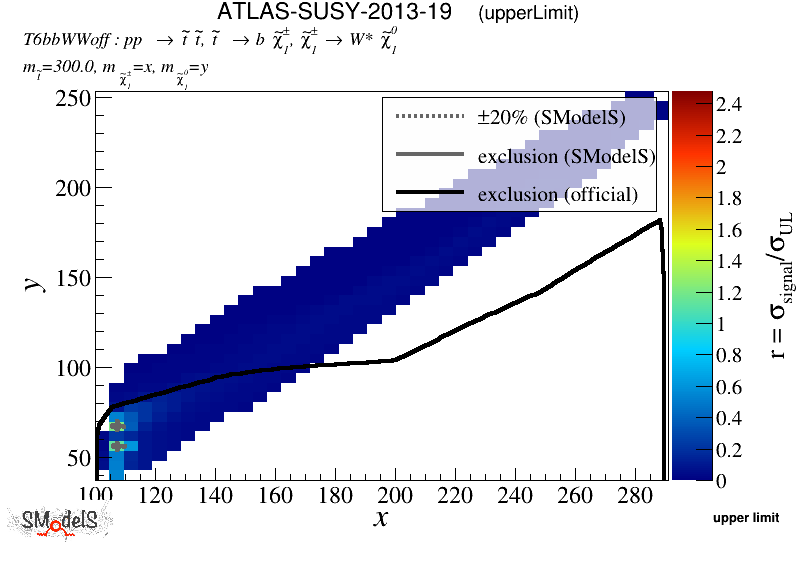 ATLAS-SUSY-2013-19 (upperLimit)
T6bbWWoff : pp → t̃ t̃, t̃ → b χ̃₁±, χ̃₁± → W* χ̃₁⁰
m_t̃=300.0, m_χ̃₁±=x, m_χ̃₁⁰=y
±20% (SModelS)
exclusion (SModelS)
exclusion (official)
y
250
200
150
100
50
100 120 140 160 180 200 220 240 260 280
x
2.4
2.2
2
1.8
1.6
1.4
1.2
1
0.8
0.6
0.4
0.2
0
r = σ_signal/σ_UL
SModelS
upper limit